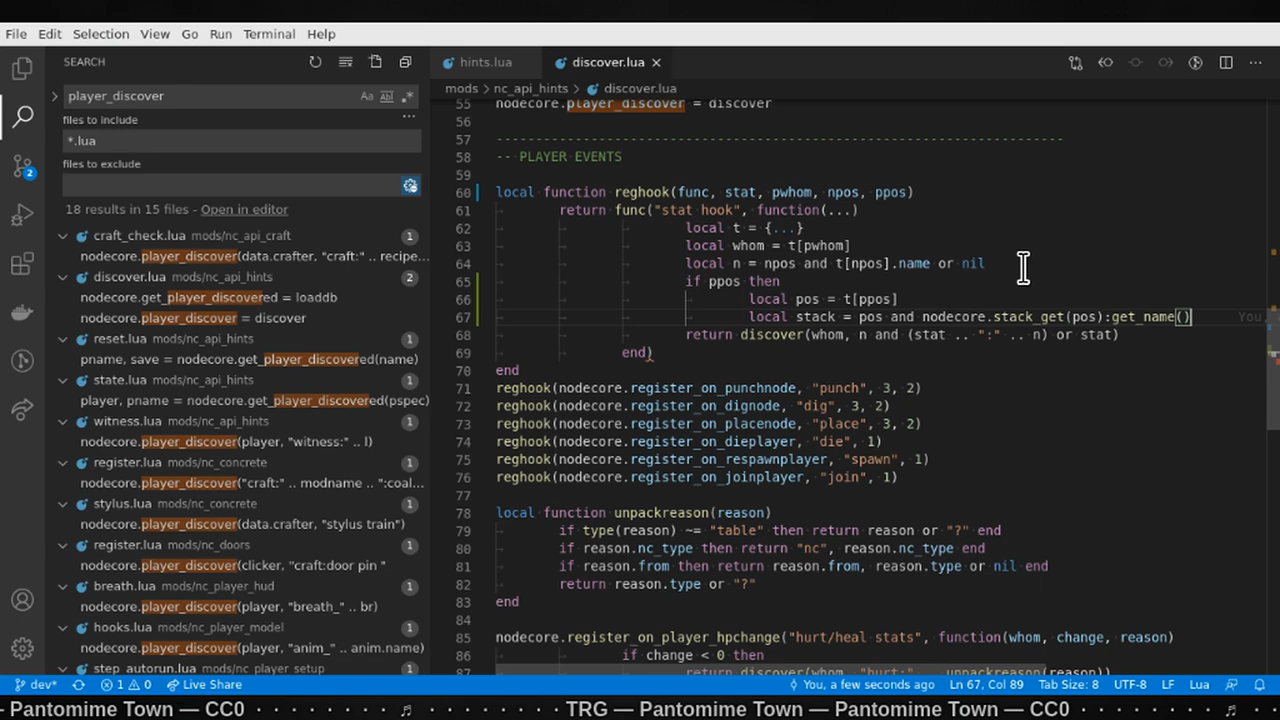 File Edit Selection View Go Run Terminal Help
SEARCH
player_discover
files to include
*.lua
files to exclude
18 results in 15 files - Open in editor
craft_check.lua mods/nc_api_craft 1
nodecore.player_discover(data.crafter, "craft:" .. recipe...
discover.lua mods/nc_api_hints 2
nodecore.get_player_discovered = loaddb
nodecore.player_discover = discover
reset.lua mods/nc_api_hints 1
pname, save = nodecore.get_player_discovered(name)
state.lua mods/nc_api_hints 1
player, pname = nodecore.get_player_discovered(pspec)
witness.lua mods/nc_api_hints 1
nodecore.player_discover(player, "witness:" .. l)
register.lua mods/nc_concrete 1
nodecore.player_discover("craft:" .. modname .. ":coal...
stylus.lua mods/nc_concrete 1
nodecore.player_discover(data.crafter, "stylus train")
register.lua mods/nc_doors 1
nodecore.player_discover(clicker, "craft:door pin "
breath.lua mods/nc_player_hud 1
nodecore.player_discover(player, "breath_" .. br)
hooks.lua mods/nc_player_model 1
nodecore.player_discover(player, "anim_" .. anim.name)
step_autorun.lua mods/nc_player_setup 1
hints.lua discover.lua
mods > nc_api_hints > discover.lua
55 nodecore.player_discover = discover
56
57 ------------------------------------------------------------------------
58 -- PLAYER EVENTS
59
60 local function reghook(func, stat, pwhom, npos, ppos)
61 return func("stat hook", function(...)
62 local t = {...}
63 local whom = t[pwhom]
64 local n = npos and t[npos].name or nil
65 if ppos then
66 local pos = t[ppos]
67 local stack = pos and nodecore.stack_get(pos):get_name() You,
68 return discover(whom, n and (stat .. ":" .. n) or stat)
69 end)
70 end
71 reghook(nodecore.register_on_punchnode, "punch", 3, 2)
72 reghook(nodecore.register_on_dignode, "dig", 3, 2)
73 reghook(nodecore.register_on_placenode, "place", 3, 2)
74 reghook(nodecore.register_on_dieplayer, "die", 1)
75 reghook(nodecore.register_on_respawnplayer, "spawn", 1)
76 reghook(nodecore.register_on_joinplayer, "join", 1)
77
78 local function unpackreason(reason)
79 if type(reason) ~= "table" then return reason or "?" end
80 if reason.nc_type then return "nc", reason.nc_type end
81 if reason.from then return reason.from, reason.type or nil end
82 return reason.type or "?"
83 end
84
85 nodecore.register_on_player_hpchange("hurt/heal stats", function(whom, change, reason)
86 if change < 0 then
87 return discover(whom, "hurt:" .. unpackreason(reason))
2
dev* 1 0 Live Share You, a few seconds ago Ln 67, Col 89 Tab Size: 8 UTF-8 LF Lua
– Pantomime Town — CC0 · · · · · · · ♬ · · · · · · · TRG — Pantomime Town — Pantomime Town — CC0 · · · · · · · ♬